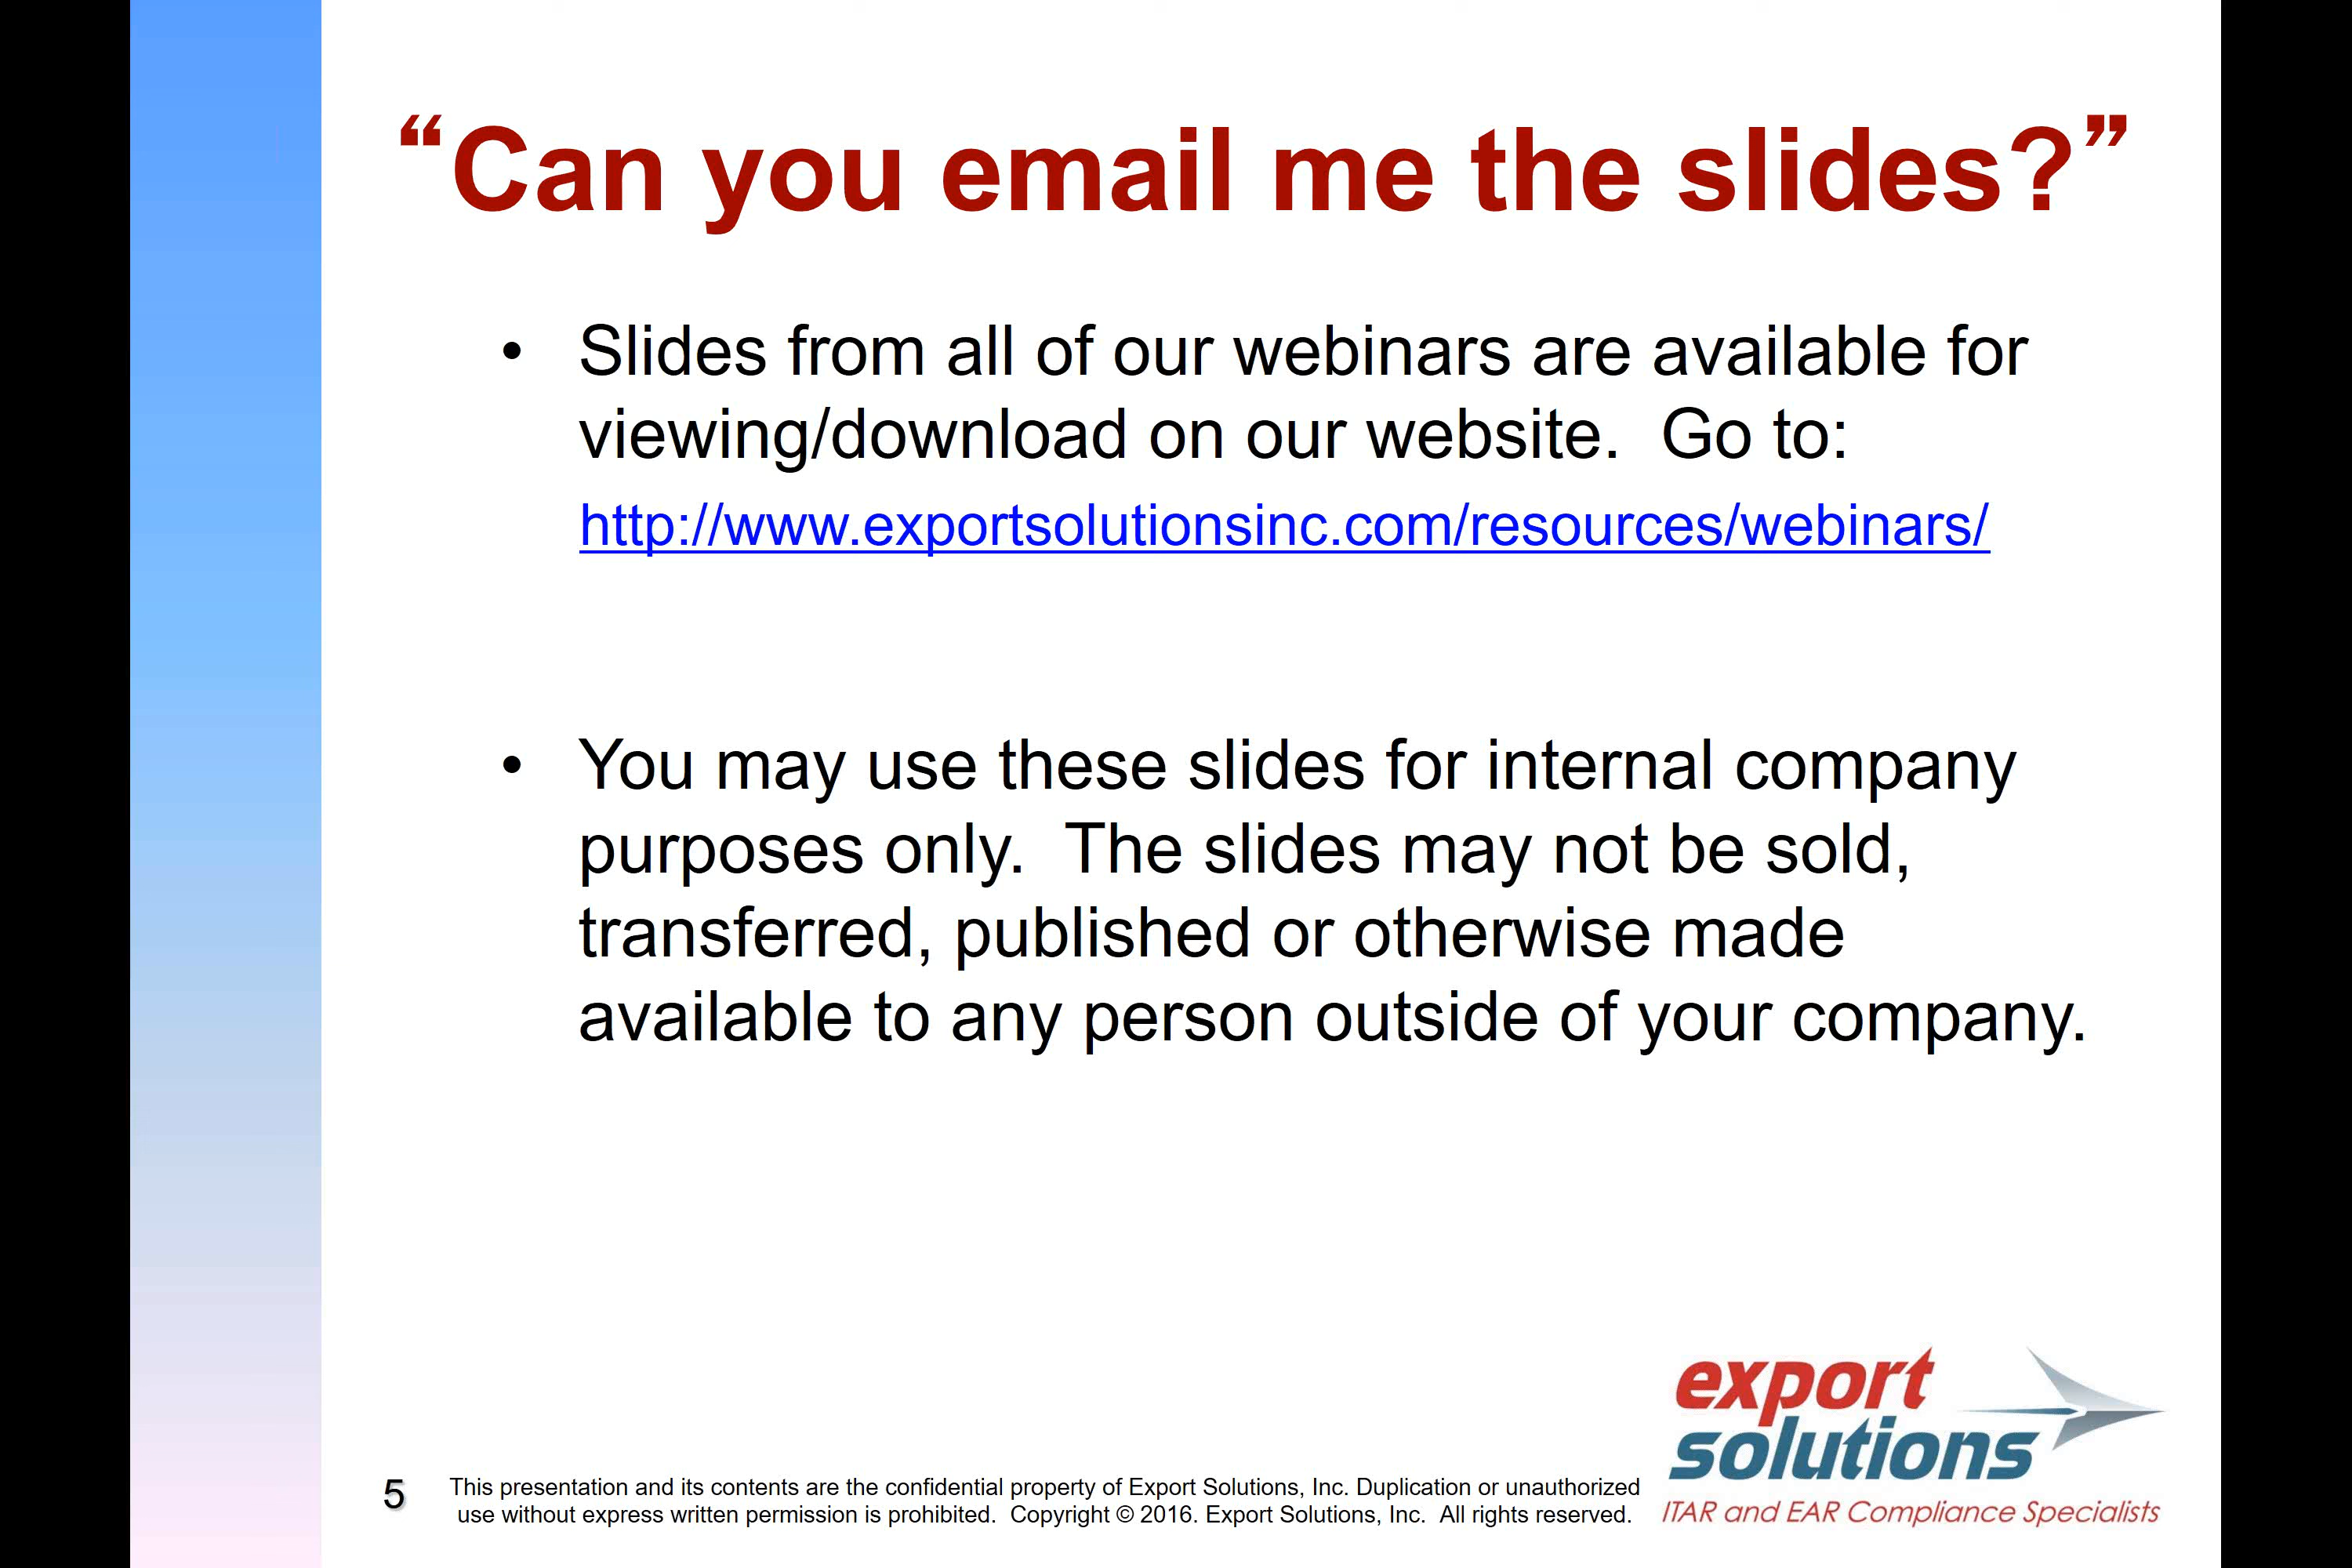 “Can you email me the slides?”
• Slides from all of our webinars are available for
viewing/download on our website.  Go to:
http://www.exportsolutionsinc.com/resources/webinars/
• You may use these slides for internal company
purposes only.  The slides may not be sold,
transferred, published or otherwise made
available to any person outside of your company.
export
solutions
ITAR and EAR Compliance Specialists
5
This presentation and its contents are the confidential property of Export Solutions, Inc. Duplication or unauthorized
use without express written permission is prohibited.  Copyright © 2016. Export Solutions, Inc.  All rights reserved.